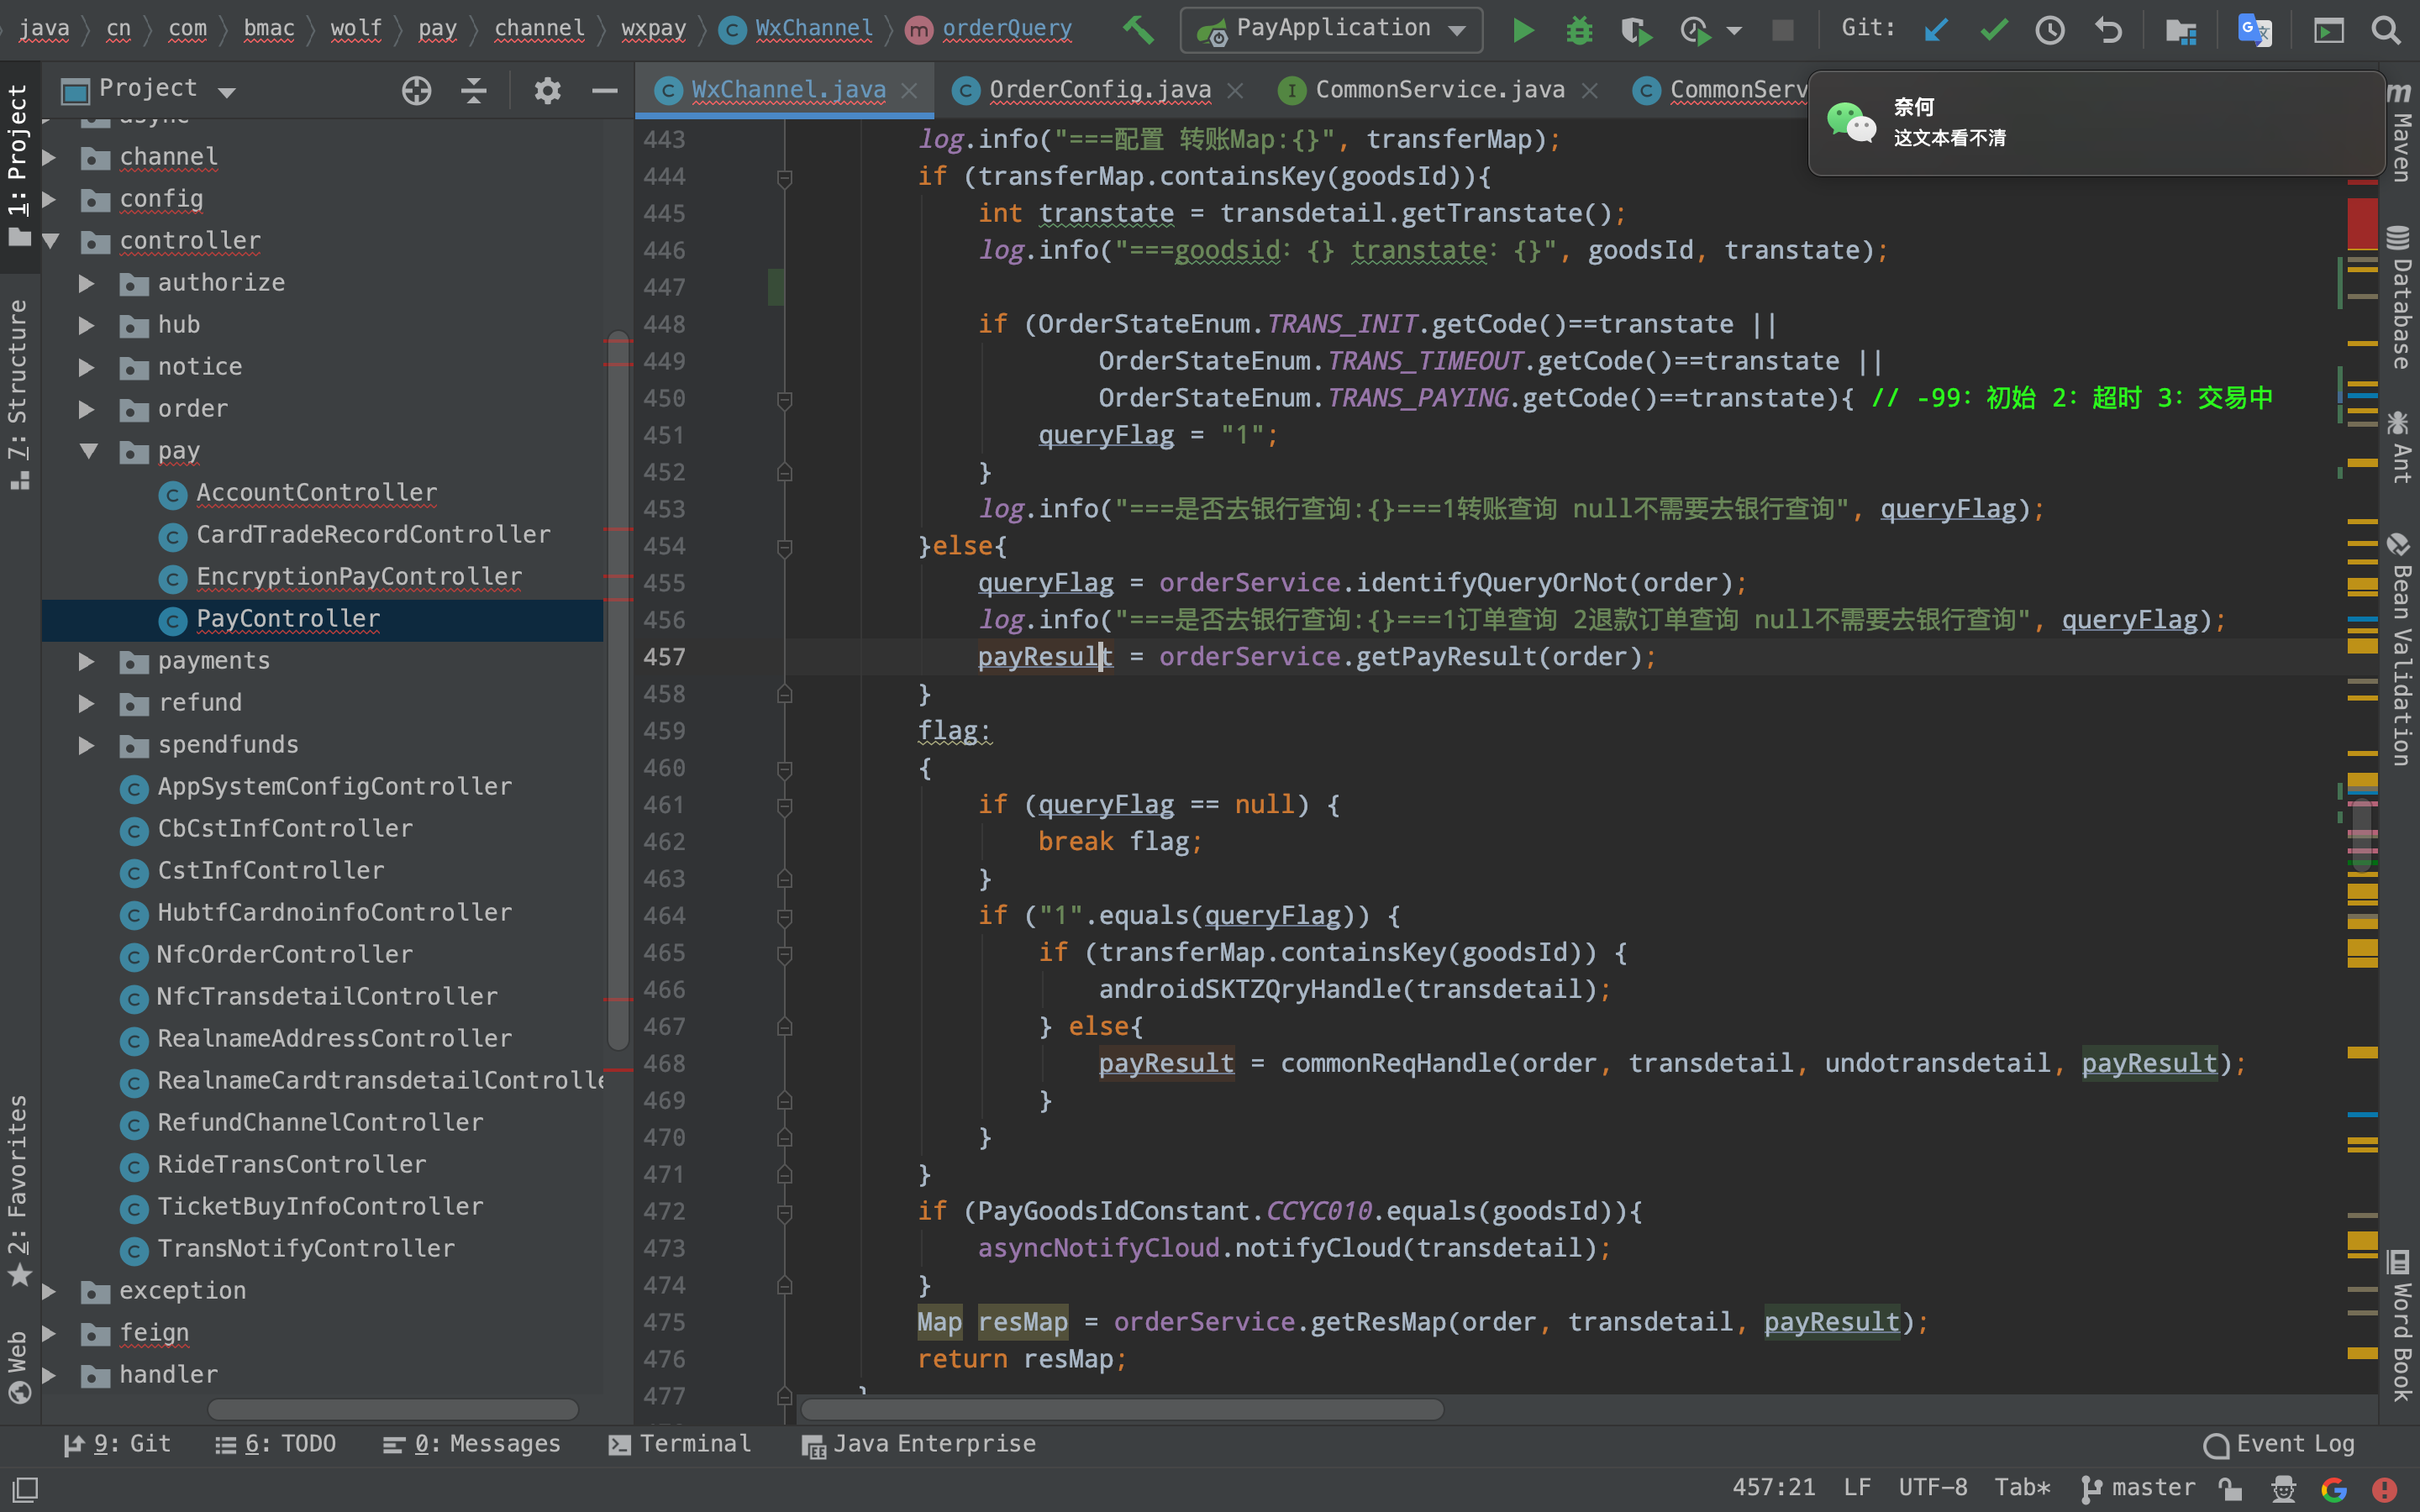 java cn com bmac wolf pay channel wxpay WxChannel orderQuery PayApplication Git:
Project
WxChannel.java OrderConfig.java CommonService.java CommonServ
奈何
这文本看不清
1: Project
7: Structure
2: Favorites
Web
async
channel
config
controller
authorize
hub
notice
order
pay
AccountController
CardTradeRecordController
EncryptionPayController
PayController
payments
refund
spendfunds
AppSystemConfigController
CbCstInfController
CstInfController
HubtfCardnoinfoController
NfcOrderController
NfcTransdetailController
RealnameAddressController
RealnameCardtransdetailControlle
RefundChannelController
RideTransController
TicketBuyInfoController
TransNotifyController
exception
feign
handler
443 log.info("===配置 转账Map:{}", transferMap);
444 if (transferMap.containsKey(goodsId)){
445 int transtate = transdetail.getTranstate();
446 log.info("===goodsid: {} transtate: {}", goodsId, transtate);
447
448 if (OrderStateEnum.TRANS_INIT.getCode()==transtate ||
449 OrderStateEnum.TRANS_TIMEOUT.getCode()==transtate ||
450 OrderStateEnum.TRANS_PAYING.getCode()==transtate){ // -99: 初始 2: 超时 3: 交易中
451 queryFlag = "1";
452 }
453 log.info("===是否去银行查询:{}===1转账查询 null不需要去银行查询", queryFlag);
454 }else{
455 queryFlag = orderService.identifyQueryOrNot(order);
456 log.info("===是否去银行查询:{}===1订单查询 2退款订单查询 null不需要去银行查询", queryFlag);
457 payResult = orderService.getPayResult(order);
458 }
459 flag:
460 {
461 if (queryFlag == null) {
462 break flag;
463 }
464 if ("1".equals(queryFlag)) {
465 if (transferMap.containsKey(goodsId)) {
466 androidSKTZQryHandle(transdetail);
467 } else{
468 payResult = commonReqHandle(order, transdetail, undotransdetail, payResult);
469 }
470 }
471 }
472 if (PayGoodsIdConstant.CCYC010.equals(goodsId)){
473 asyncNotifyCloud.notifyCloud(transdetail);
474 }
475 Map resMap = orderService.getResMap(order, transdetail, payResult);
476 return resMap;
477 }
Maven
Database
Ant
Bean Validation
Word Book
9: Git 6: TODO 0: Messages Terminal Java Enterprise Event Log
457:21 LF UTF-8 Tab* master